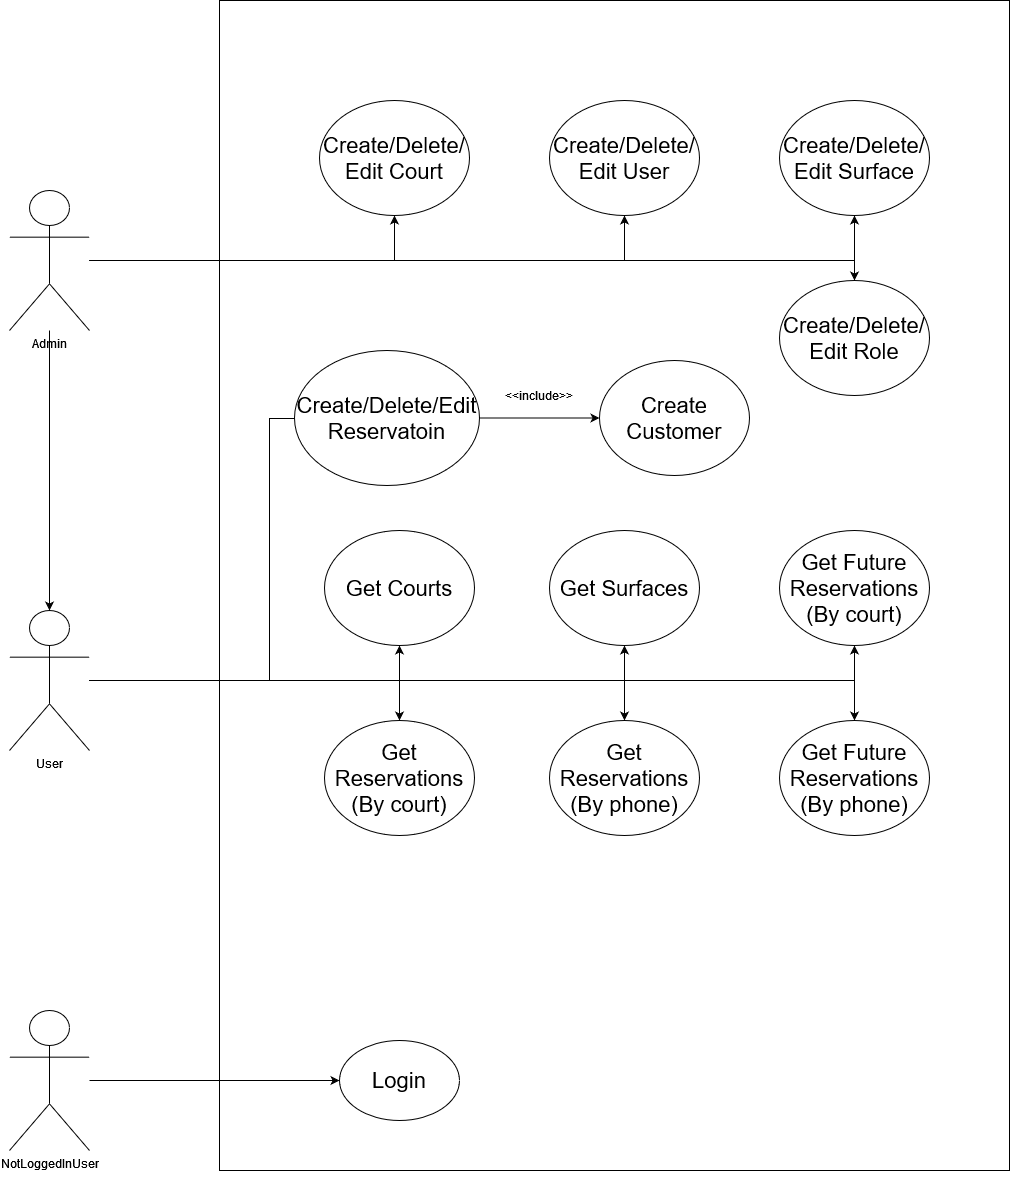 Create/Delete/
Edit Court
Create/Delete/
Edit User
Create/Delete/
Edit Surface
Admin
Create/Delete/
Edit Role
Create/Delete/Edit
Reservatoin
<<include>>
Create
Customer
Get Courts
Get Surfaces
Get Future
Reservations
(By court)
User
Get
Reservations
(By court)
Get
Reservations
(By phone)
Get Future
Reservations
(By phone)
Login
NotLoggedInUser